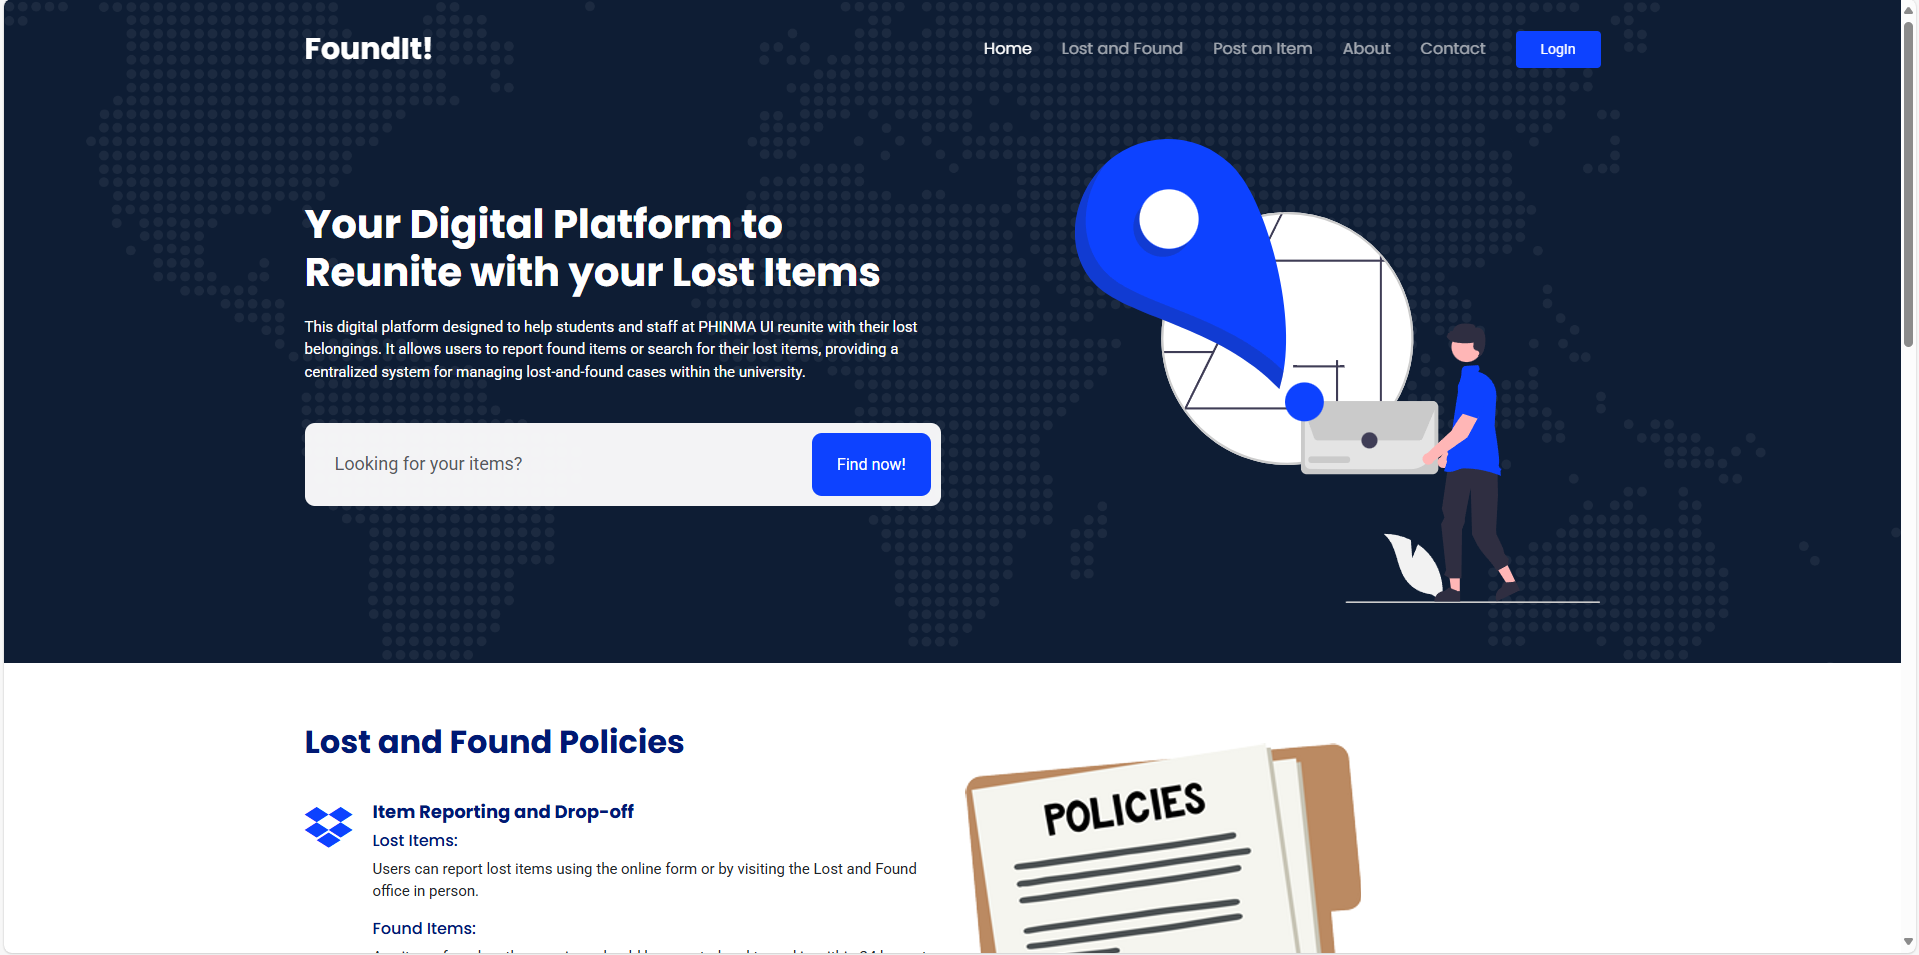 FoundIt!
Home
Lost and Found
Post an Item
About
Contact
LogIn
Your Digital Platform to
Reunite with your Lost Items
This digital platform designed to help students and staff at PHINMA UI reunite with their lost
belongings. It allows users to report found items or search for their lost items, providing a
centralized system for managing lost-and-found cases within the university.
Looking for your items?
Find now!
Lost and Found Policies
Item Reporting and Drop-off
Lost Items:
Users can report lost items using the online form or by visiting the Lost and Found
office in person.
Found Items:
POLICIES